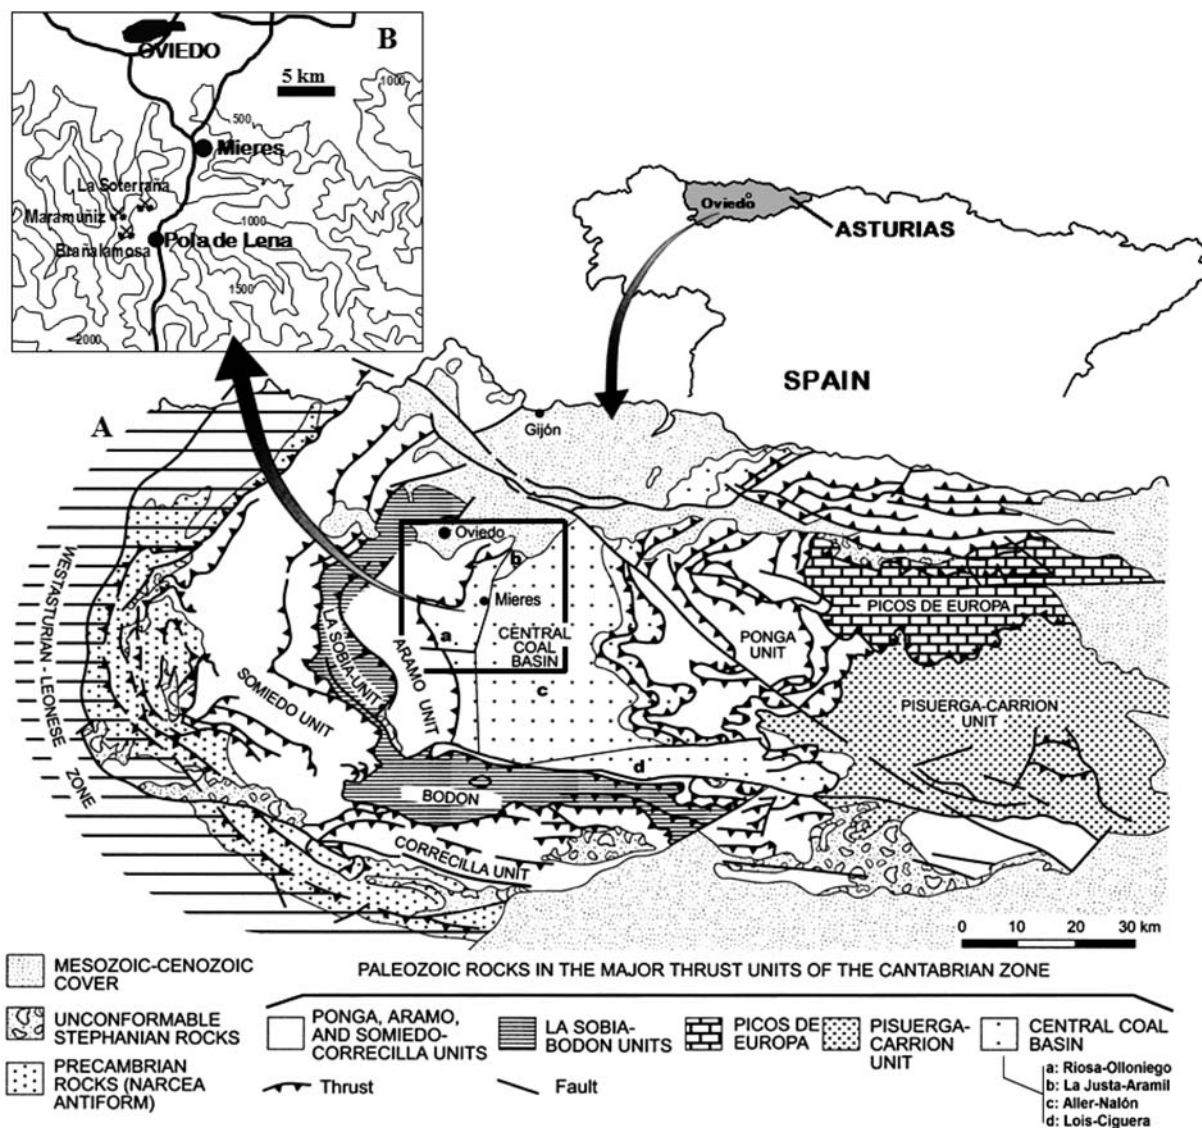 B
OVIEDO
5 km
1000
500
Mieres
La Soterraña
Maramuñiz
1000
Brañalamosa
Pola de Lena
1500
2000
Oviedo
ASTURIAS
SPAIN
A
Gijón
Oviedo
b
Mieres
a
CENTRAL
COAL
BASIN
c
d
WESTASTURIAN - LEONESE
ZONE
SOMIEDO UNIT
LA SOBIA-UNIT
ARAMO UNIT
PONGA
UNIT
PICOS DE EUROPA
PISUERGA-CARRION
UNIT
BODON
CORRECILLA UNIT
0 10 20 30 km
PALEOZOIC ROCKS IN THE MAJOR THRUST UNITS OF THE CANTABRIAN ZONE
MESOZOIC-CENOZOIC
COVER
UNCONFORMABLE
STEPHANIAN ROCKS
PRECAMBRIAN
ROCKS (NARCEA
ANTIFORM)
PONGA, ARAMO,
AND SOMIEDO-
CORRECILLA UNITS
LA SOBIA-
BODON UNITS
PICOS DE
EUROPA
PISUERGA-
CARRION
UNIT
CENTRAL COAL
BASIN
Thrust
Fault
a: Riosa-Olloniego
b: La Justa-Aramil
c: Aller-Nalón
d: Lois-Ciguera